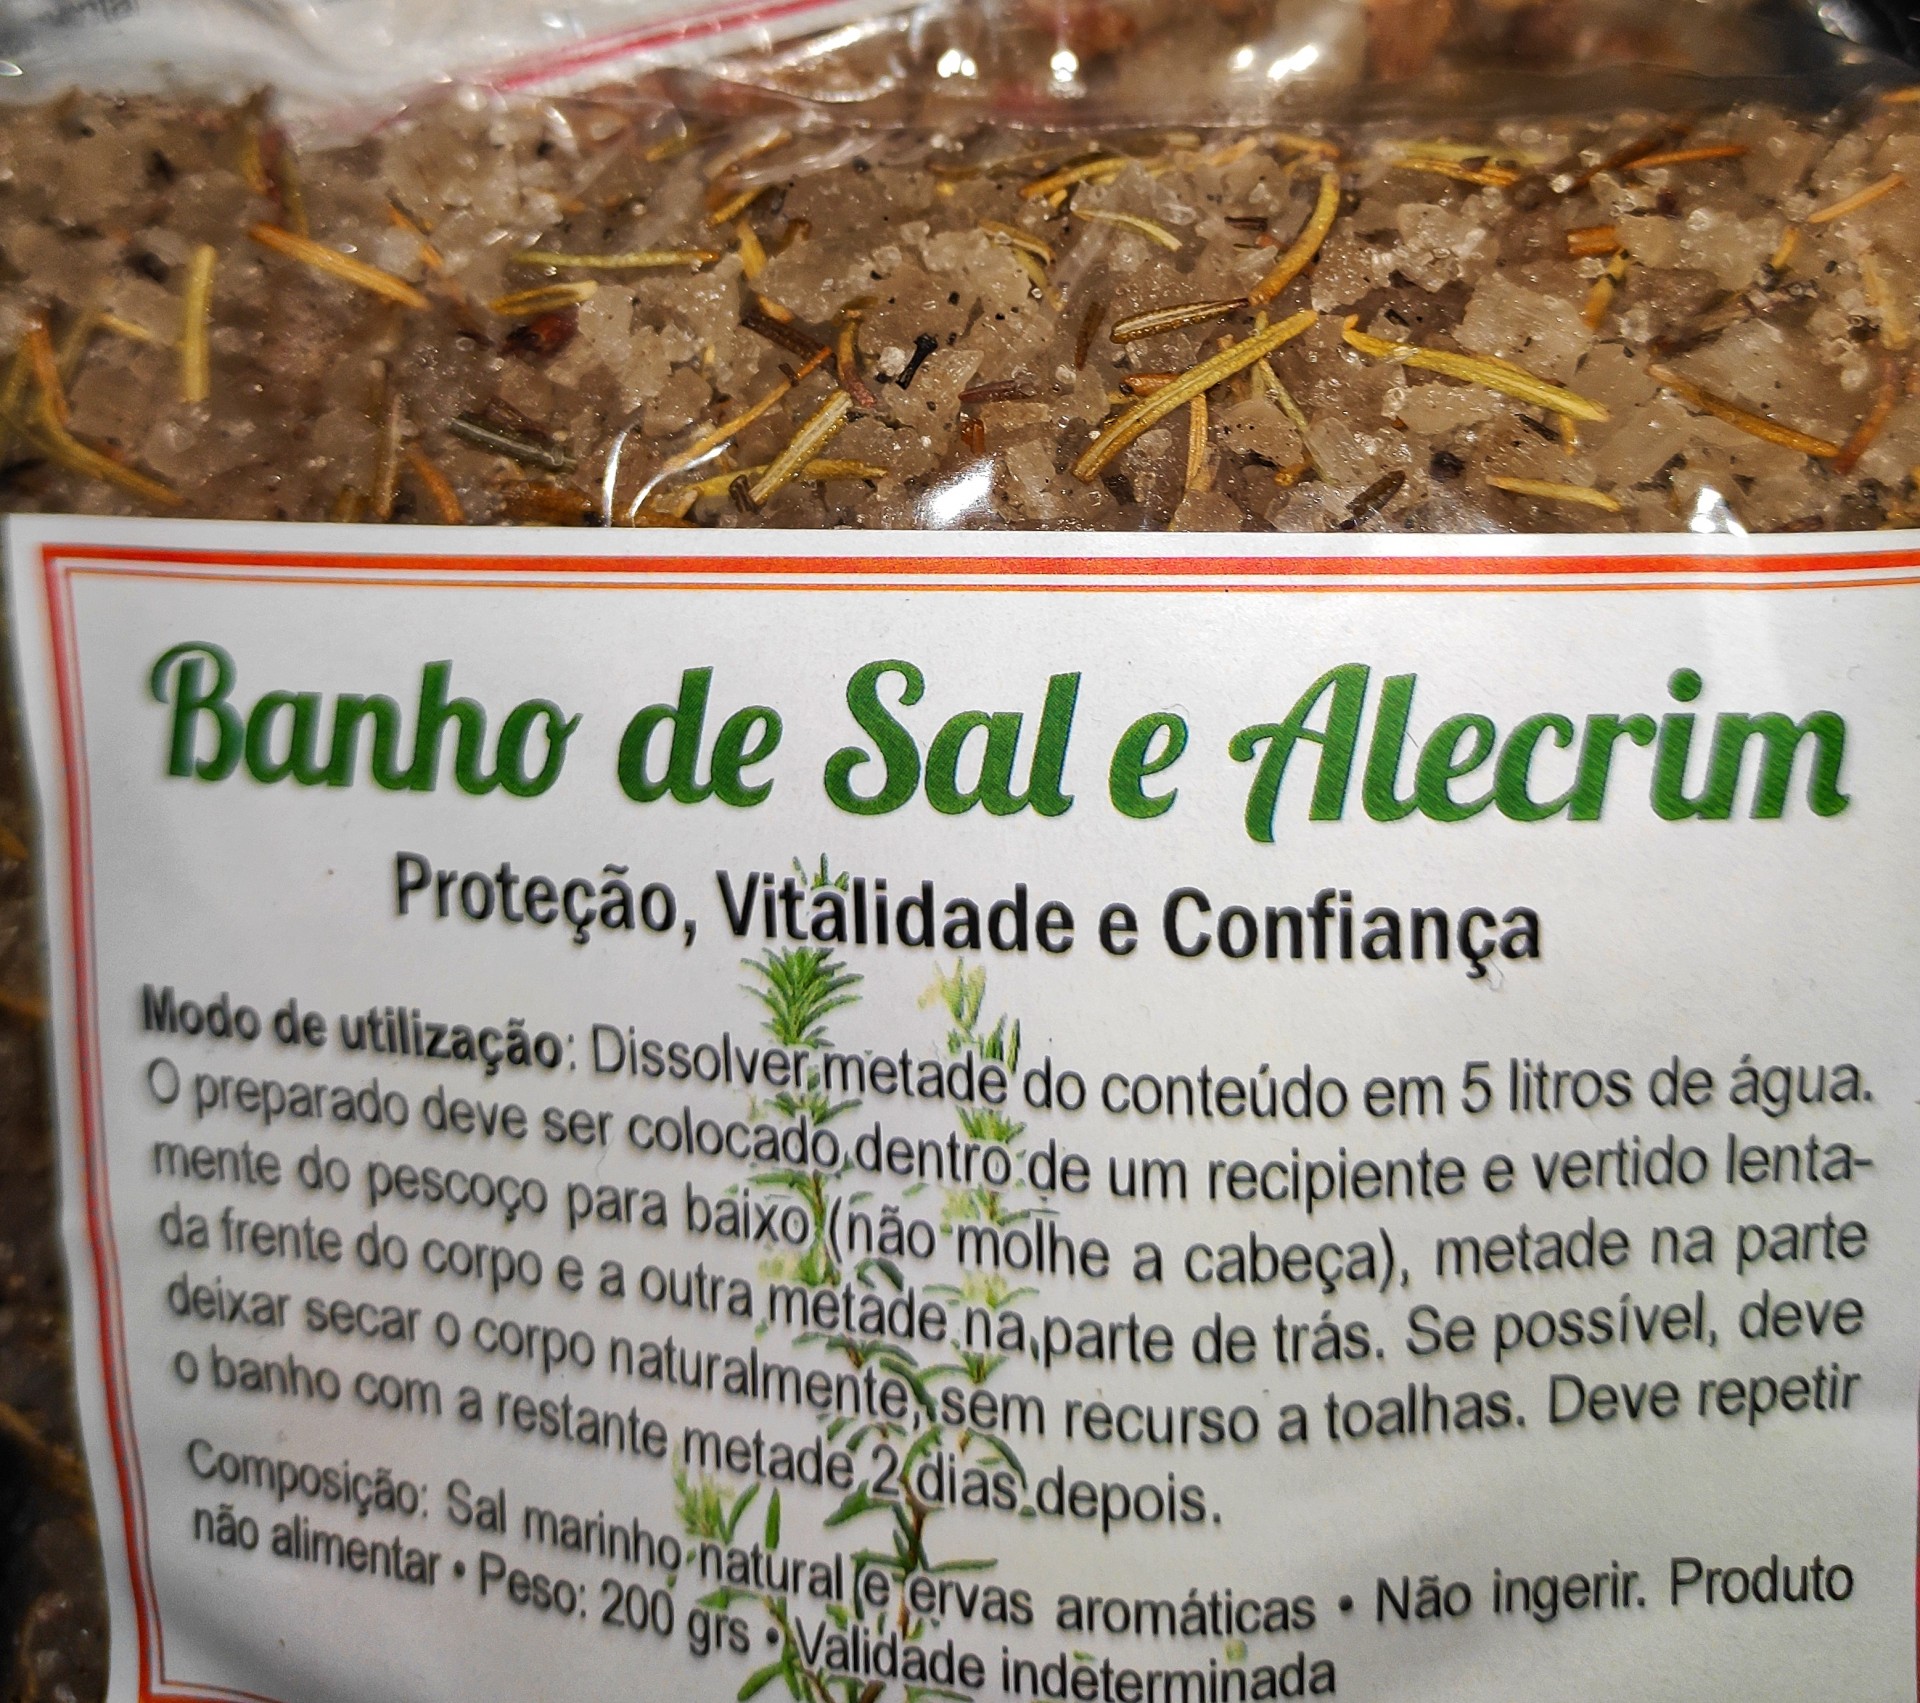 Banho de Sal e Alecrim
Proteção, Vitalidade e Confiança
Modo de utilização: Dissolver metade do conteúdo em 5 litros de água.
O preparado deve ser colocado dentro de um recipiente e vertido lenta-
mente do pescoço para baixo (não molhe a cabeça), metade na parte
da frente do corpo e a outra metade na parte de trás. Se possível, deve
deixar secar o corpo naturalmente, sem recurso a toalhas. Deve repetir
o banho com a restante metade 2 dias depois.
Composição: Sal marinho natural e ervas aromáticas • Não ingerir. Produto
não alimentar • Peso: 200 grs • Validade indeterminada